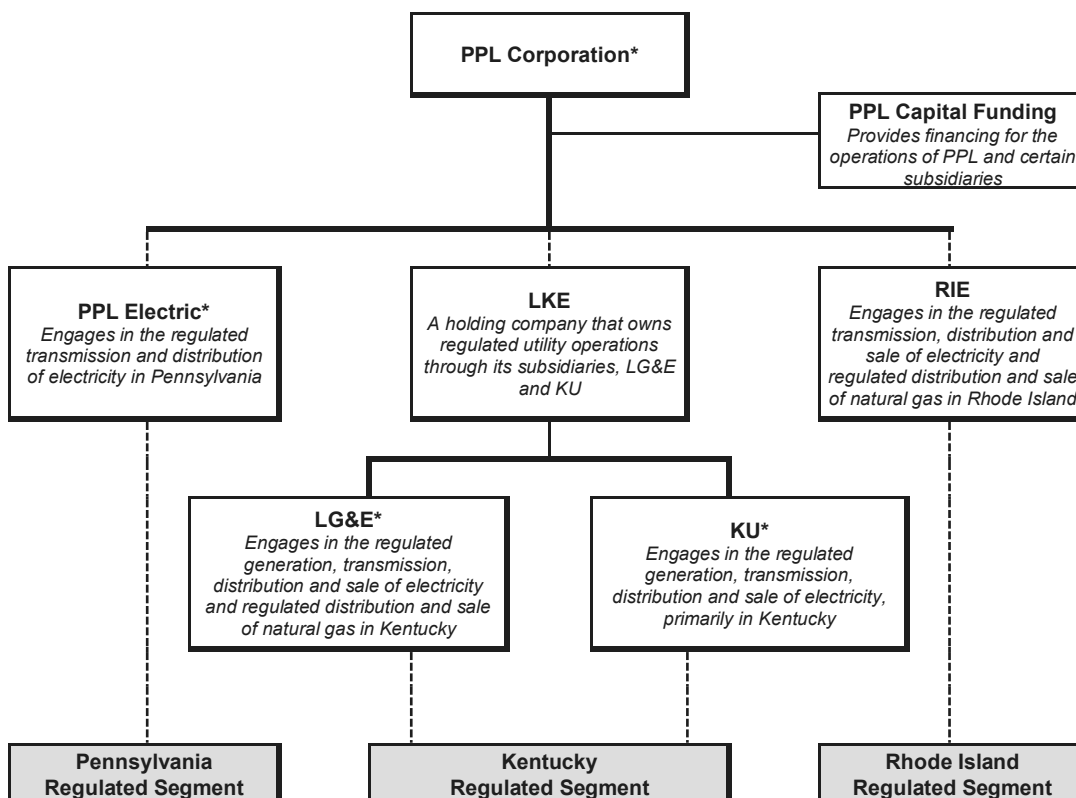 PPL Corporation*
PPL Capital Funding
Provides financing for the
operations of PPL and certain
subsidiaries
PPL Electric*
Engages in the regulated
transmission and distribution
of electricity in Pennsylvania
LKE
A holding company that owns
regulated utility operations
through its subsidiaries, LG&E
and KU
RIE
Engages in the regulated
transmission, distribution and
sale of electricity and
regulated distribution and sale
of natural gas in Rhode Island
LG&E*
Engages in the regulated
generation, transmission,
distribution and sale of electricity
and regulated distribution and sale
of natural gas in Kentucky
KU*
Engages in the regulated
generation, transmission,
distribution and sale of electricity,
primarily in Kentucky
Pennsylvania
Regulated Segment
Kentucky
Regulated Segment
Rhode Island
Regulated Segment